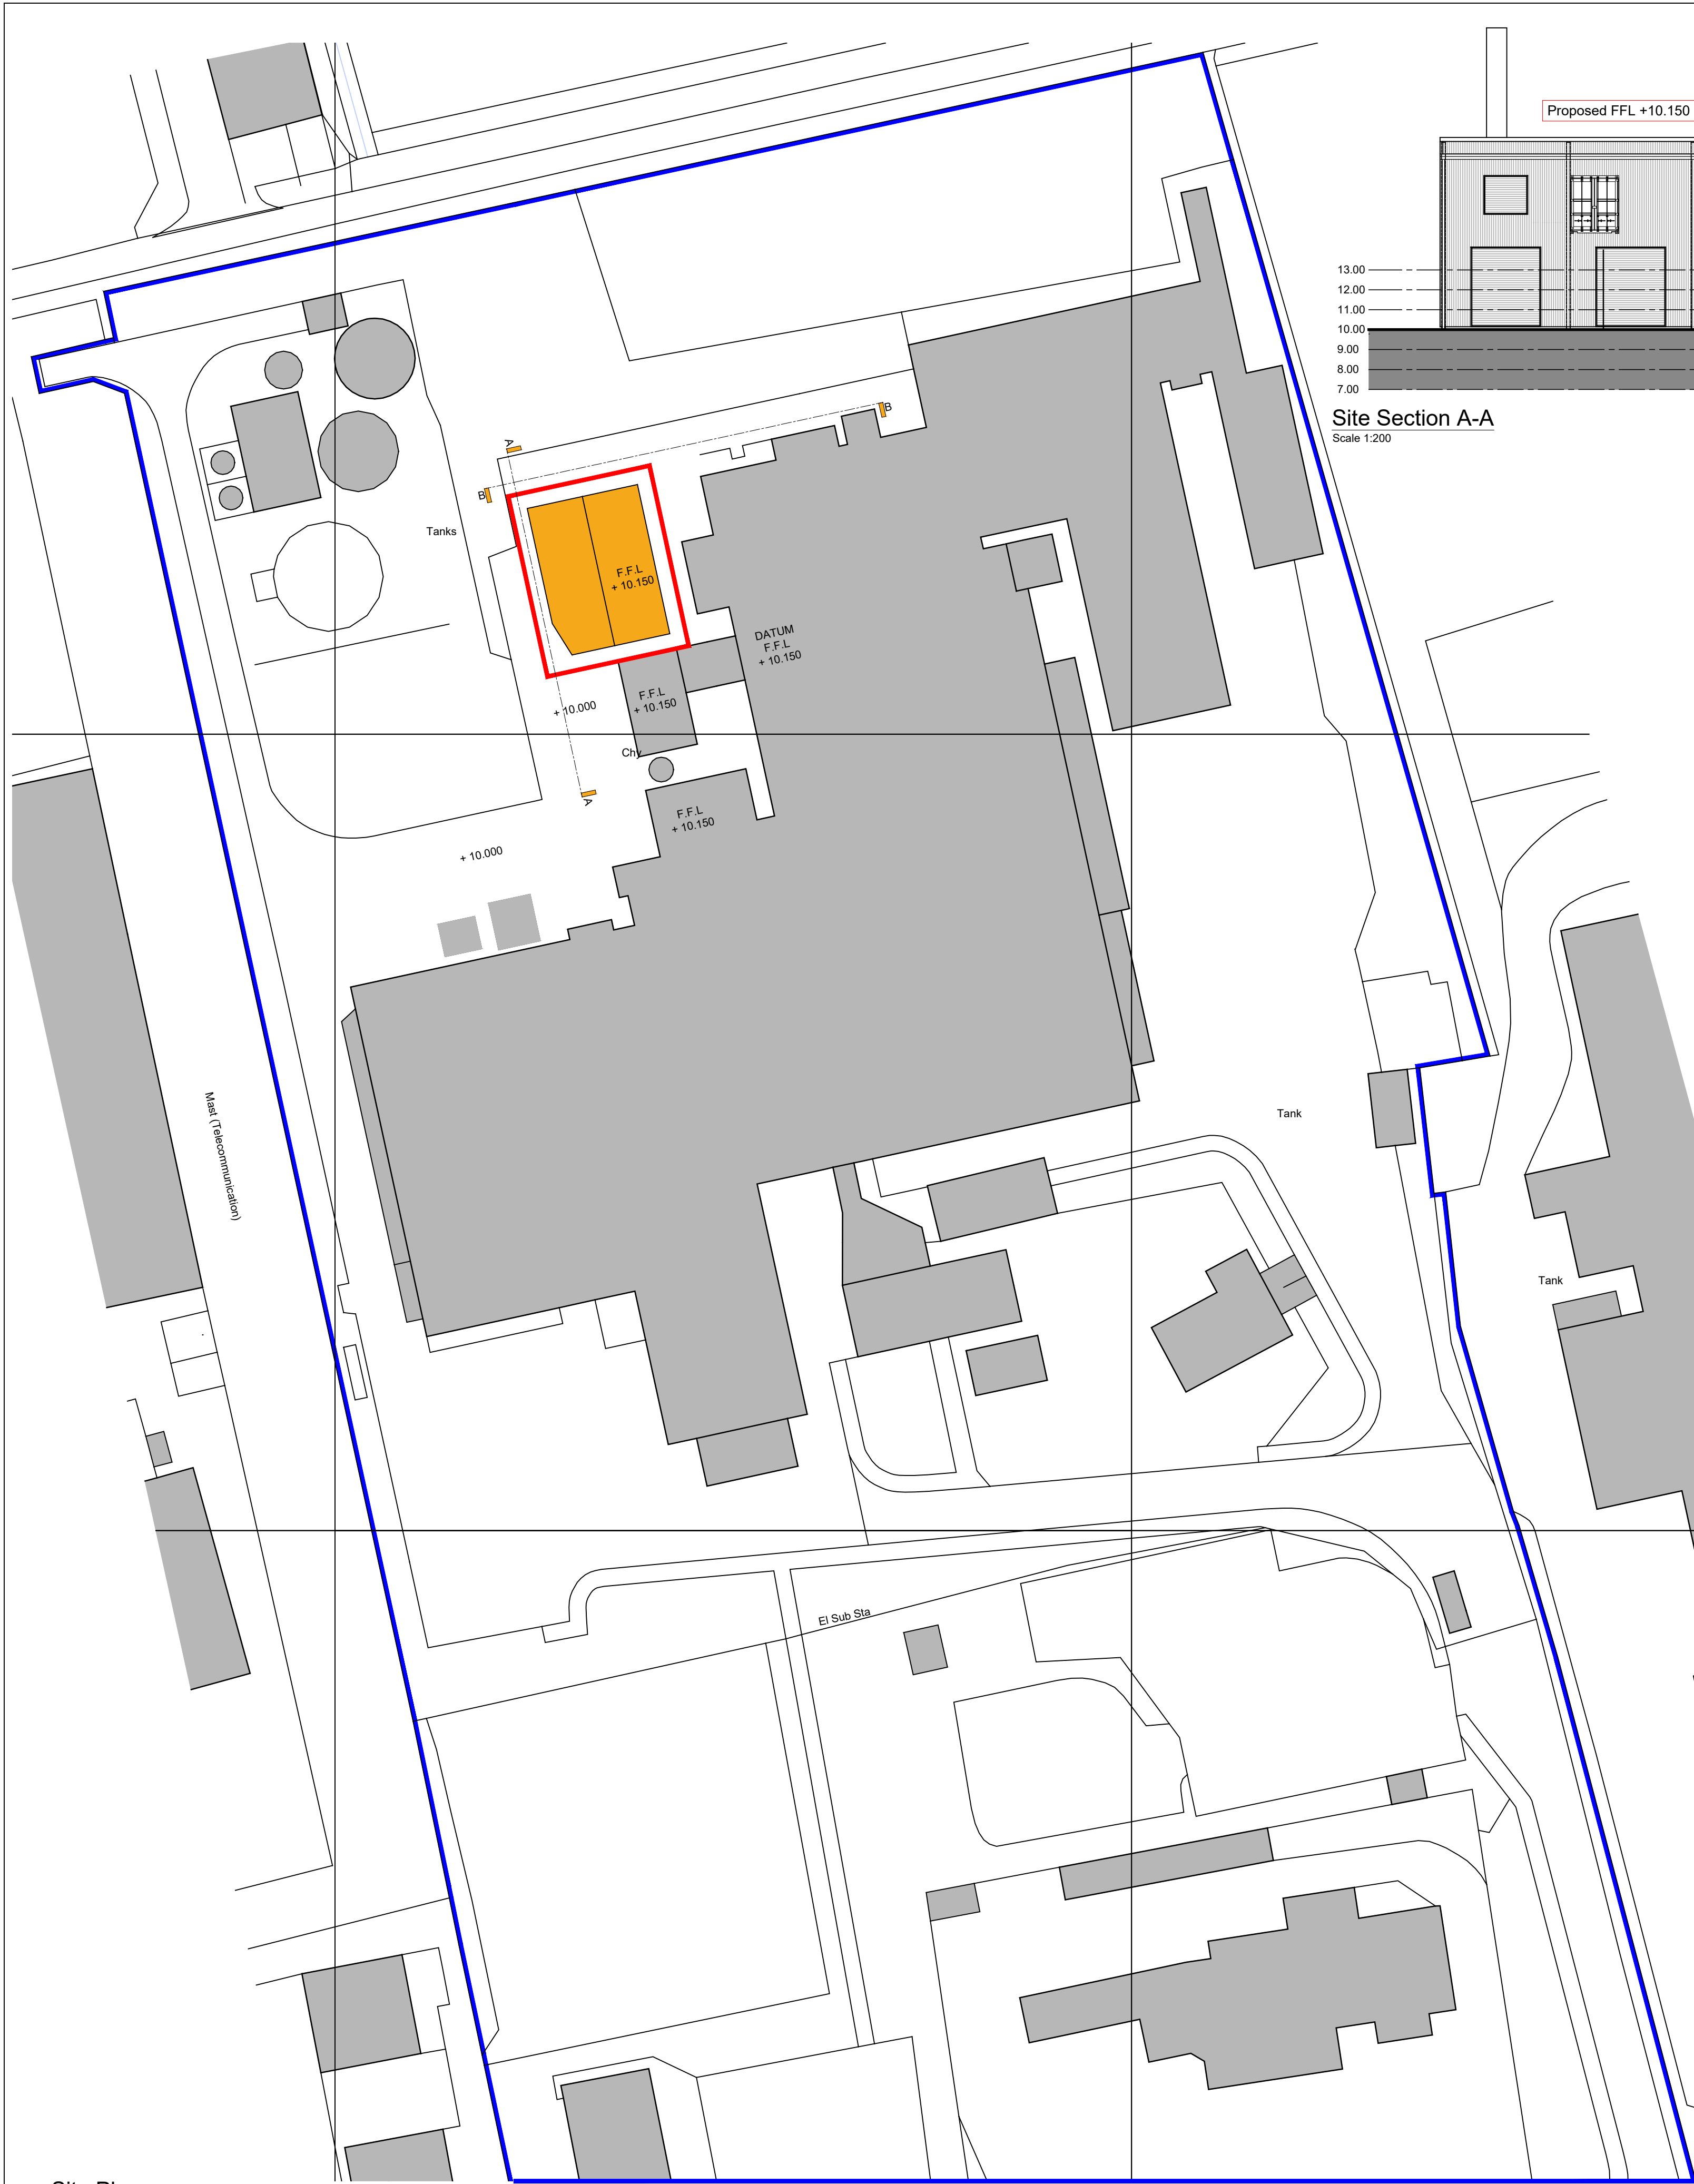 Proposed FFL +10.150
13.00
12.00
11.00
10.00
9.00
8.00
7.00
Site Section A-A
Scale 1:200
A
B
B
Tanks
F.F.L
+ 10.150
DATUM
F.F.L
+ 10.150
F.F.L
+ 10.150
+ 10.000
Chy
A
F.F.L
+ 10.150
+ 10.000
Mast (Telecommunication)
Tank
Tank
El Sub Sta